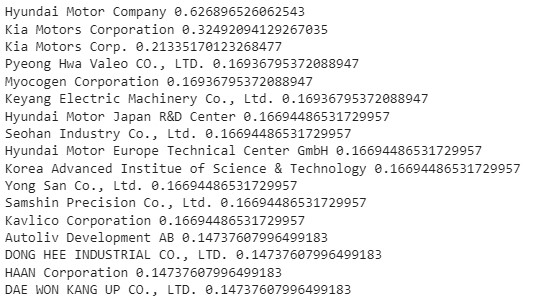 Hyundai Motor Company 0.626896526062543
Kia Motors Corporation 0.32492094129267035
Kia Motors Corp. 0.21335170123268477
Pyeong Hwa Valeo CO., LTD. 0.16936795372088947
Myocogen Corporation 0.16936795372088947
Keyang Electric Machinery Co., Ltd. 0.16936795372088947
Hyundai Motor Japan R&D Center 0.16694486531729957
Seohan Industry Co., Ltd. 0.16694486531729957
Hyundai Motor Europe Technical Center GmbH 0.16694486531729957
Korea Advanced Institue of Science & Technology 0.16694486531729957
Yong San Co., Ltd. 0.16694486531729957
Samshin Precision Co., Ltd. 0.16694486531729957
Kavlico Corporation 0.16694486531729957
Autoliv Development AB 0.14737607996499183
DONG HEE INDUSTRIAL CO., LTD. 0.14737607996499183
HAAN Corporation 0.14737607996499183
DAE WON KANG UP CO., LTD. 0.14737607996499183